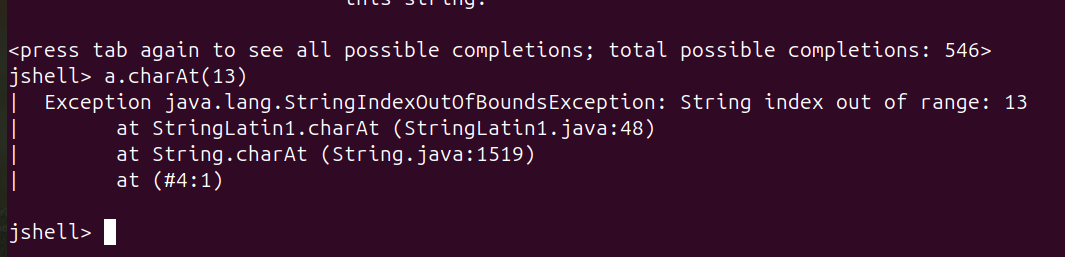 this string.
<press tab again to see all possible completions; total possible completions: 546>
jshell> a.charAt(13)
|  Exception java.lang.StringIndexOutOfBoundsException: String index out of range: 13
|        at StringLatin1.charAt (StringLatin1.java:48)
|        at String.charAt (String.java:1519)
|        at (#4:1)
jshell>